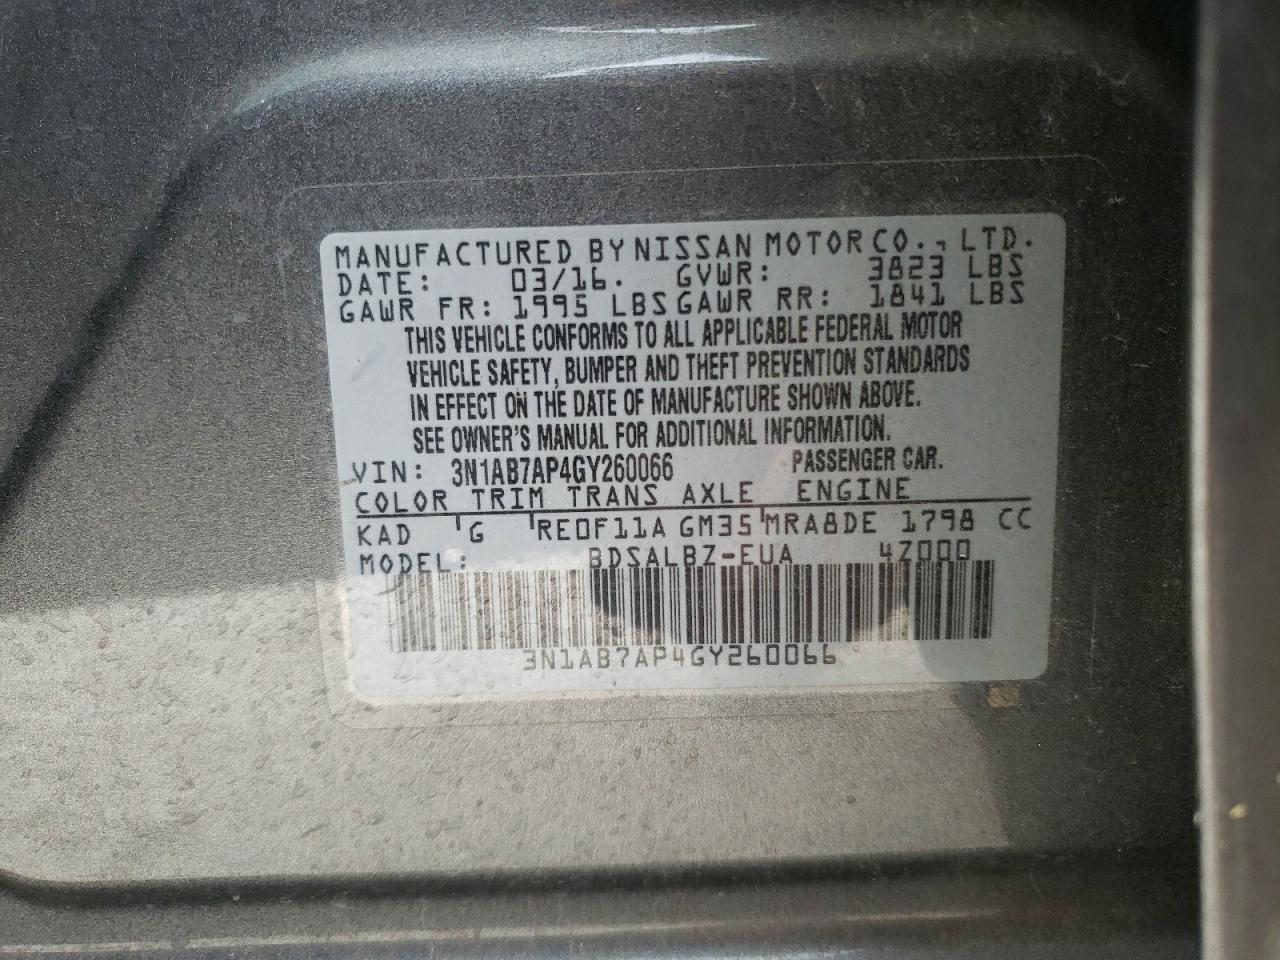 MANUFACTURED BY NISSAN MOTOR CO., LTD.
DATE: 03/16. GVWR: 3823 LBS
GAWR FR: 1995 LBS GAWR RR: 1841 LBS
THIS VEHICLE CONFORMS TO ALL APPLICABLE FEDERAL MOTOR
VEHICLE SAFETY, BUMPER AND THEFT PREVENTION STANDARDS
IN EFFECT ON THE DATE OF MANUFACTURE SHOWN ABOVE.
SEE OWNER'S MANUAL FOR ADDITIONAL INFORMATION.
VIN: 3N1AB7AP4GY260066 PASSENGER CAR.
COLOR TRIM TRANS AXLE ENGINE
KAD G RE0F11A GM35 MRA8DE 1798 CC
MODEL: BDSALBZ-EUA 4Z000
3N1AB7AP4GY260066